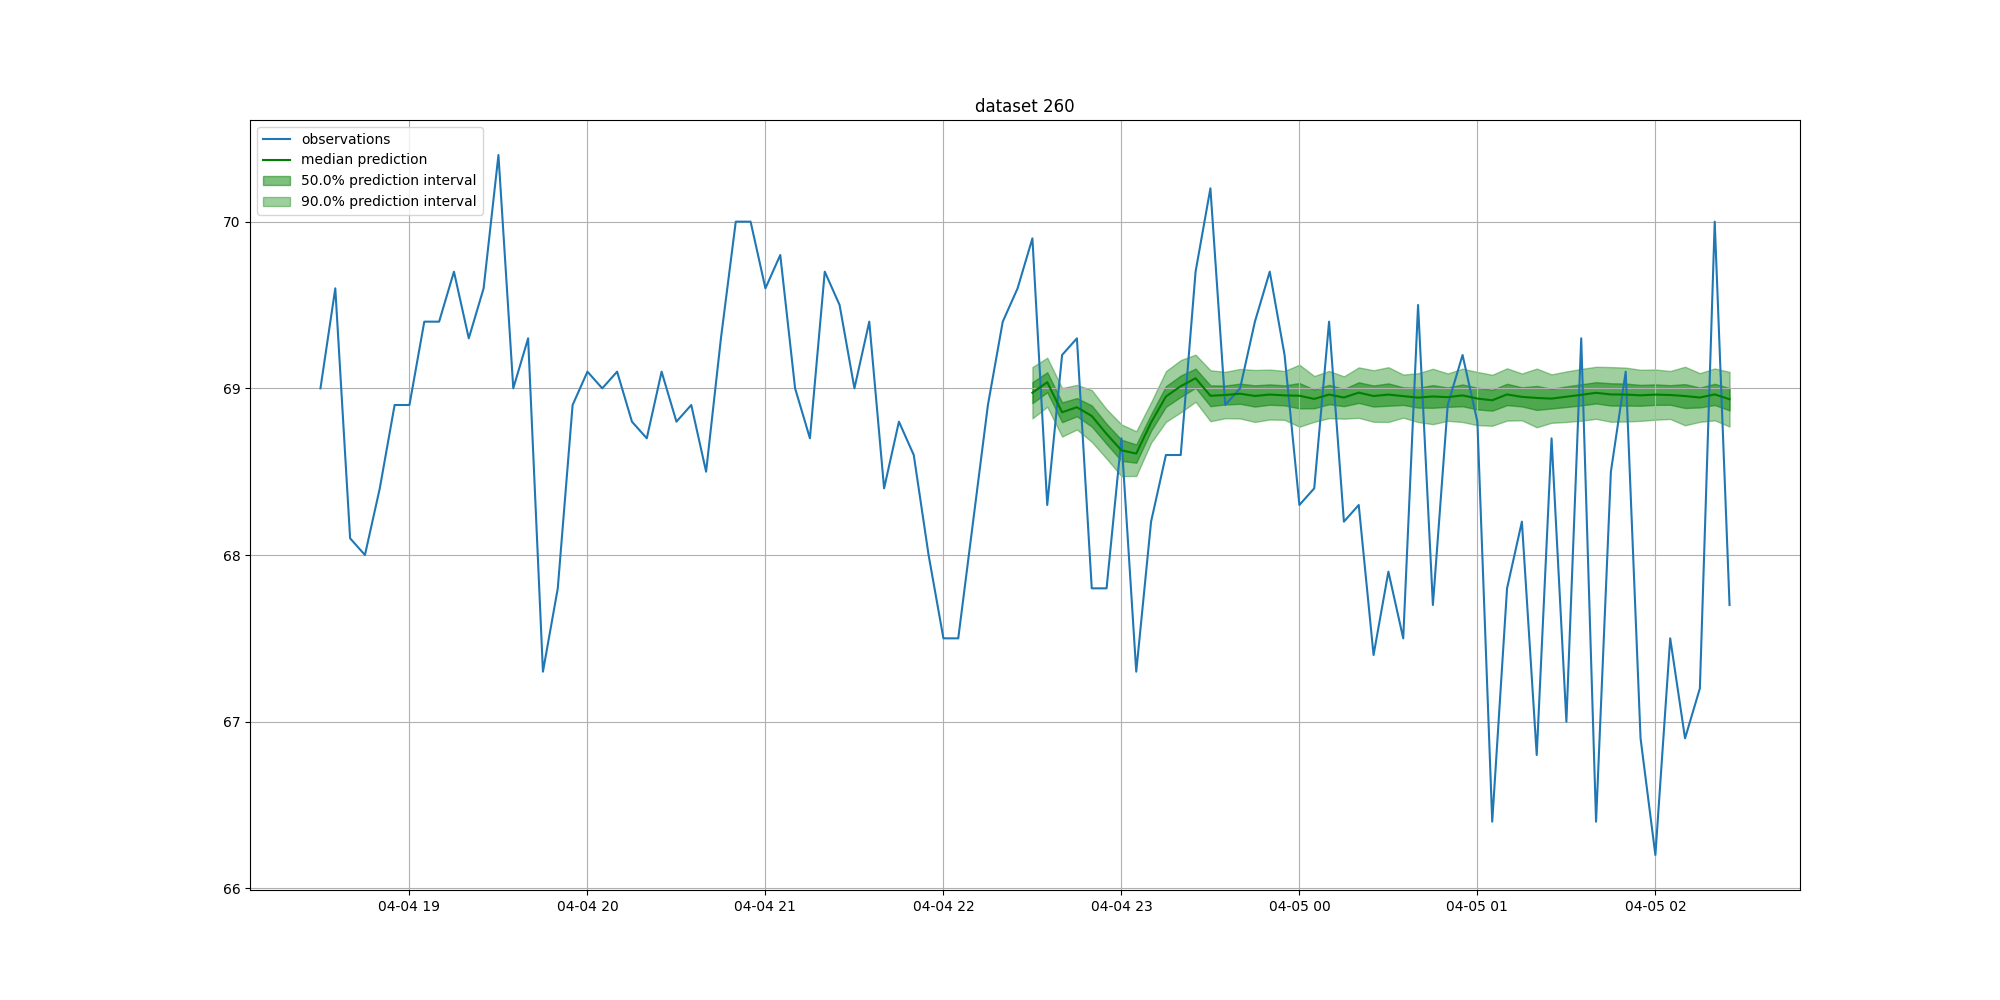 dataset 260
observations
median prediction
50.0% prediction interval
90.0% prediction interval
70
69
68
67
66
04-04 19
04-04 20
04-04 21
04-04 22
04-04 23
04-05 00
04-05 01
04-05 02